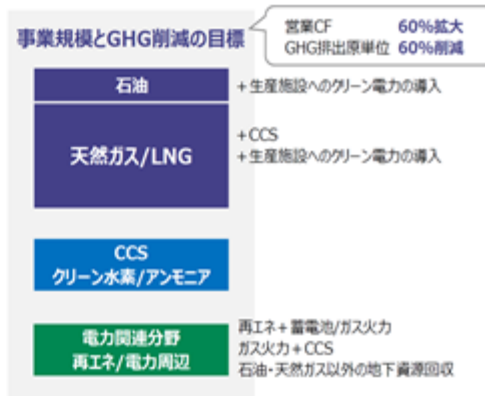 事業規模とGHG削減の目標
営業CF 60%拡大
GHG排出原単位 60%削減
石油
+生産施設へのクリーン電力の導入
天然ガス/LNG
+CCS
+生産施設へのクリーン電力の導入
CCS
クリーン水素/アンモニア
電力関連分野
再エネ/電力周辺
再エネ+蓄電池/ガス火力
ガス火力+CCS
石油・天然ガス以外の地下資源回収